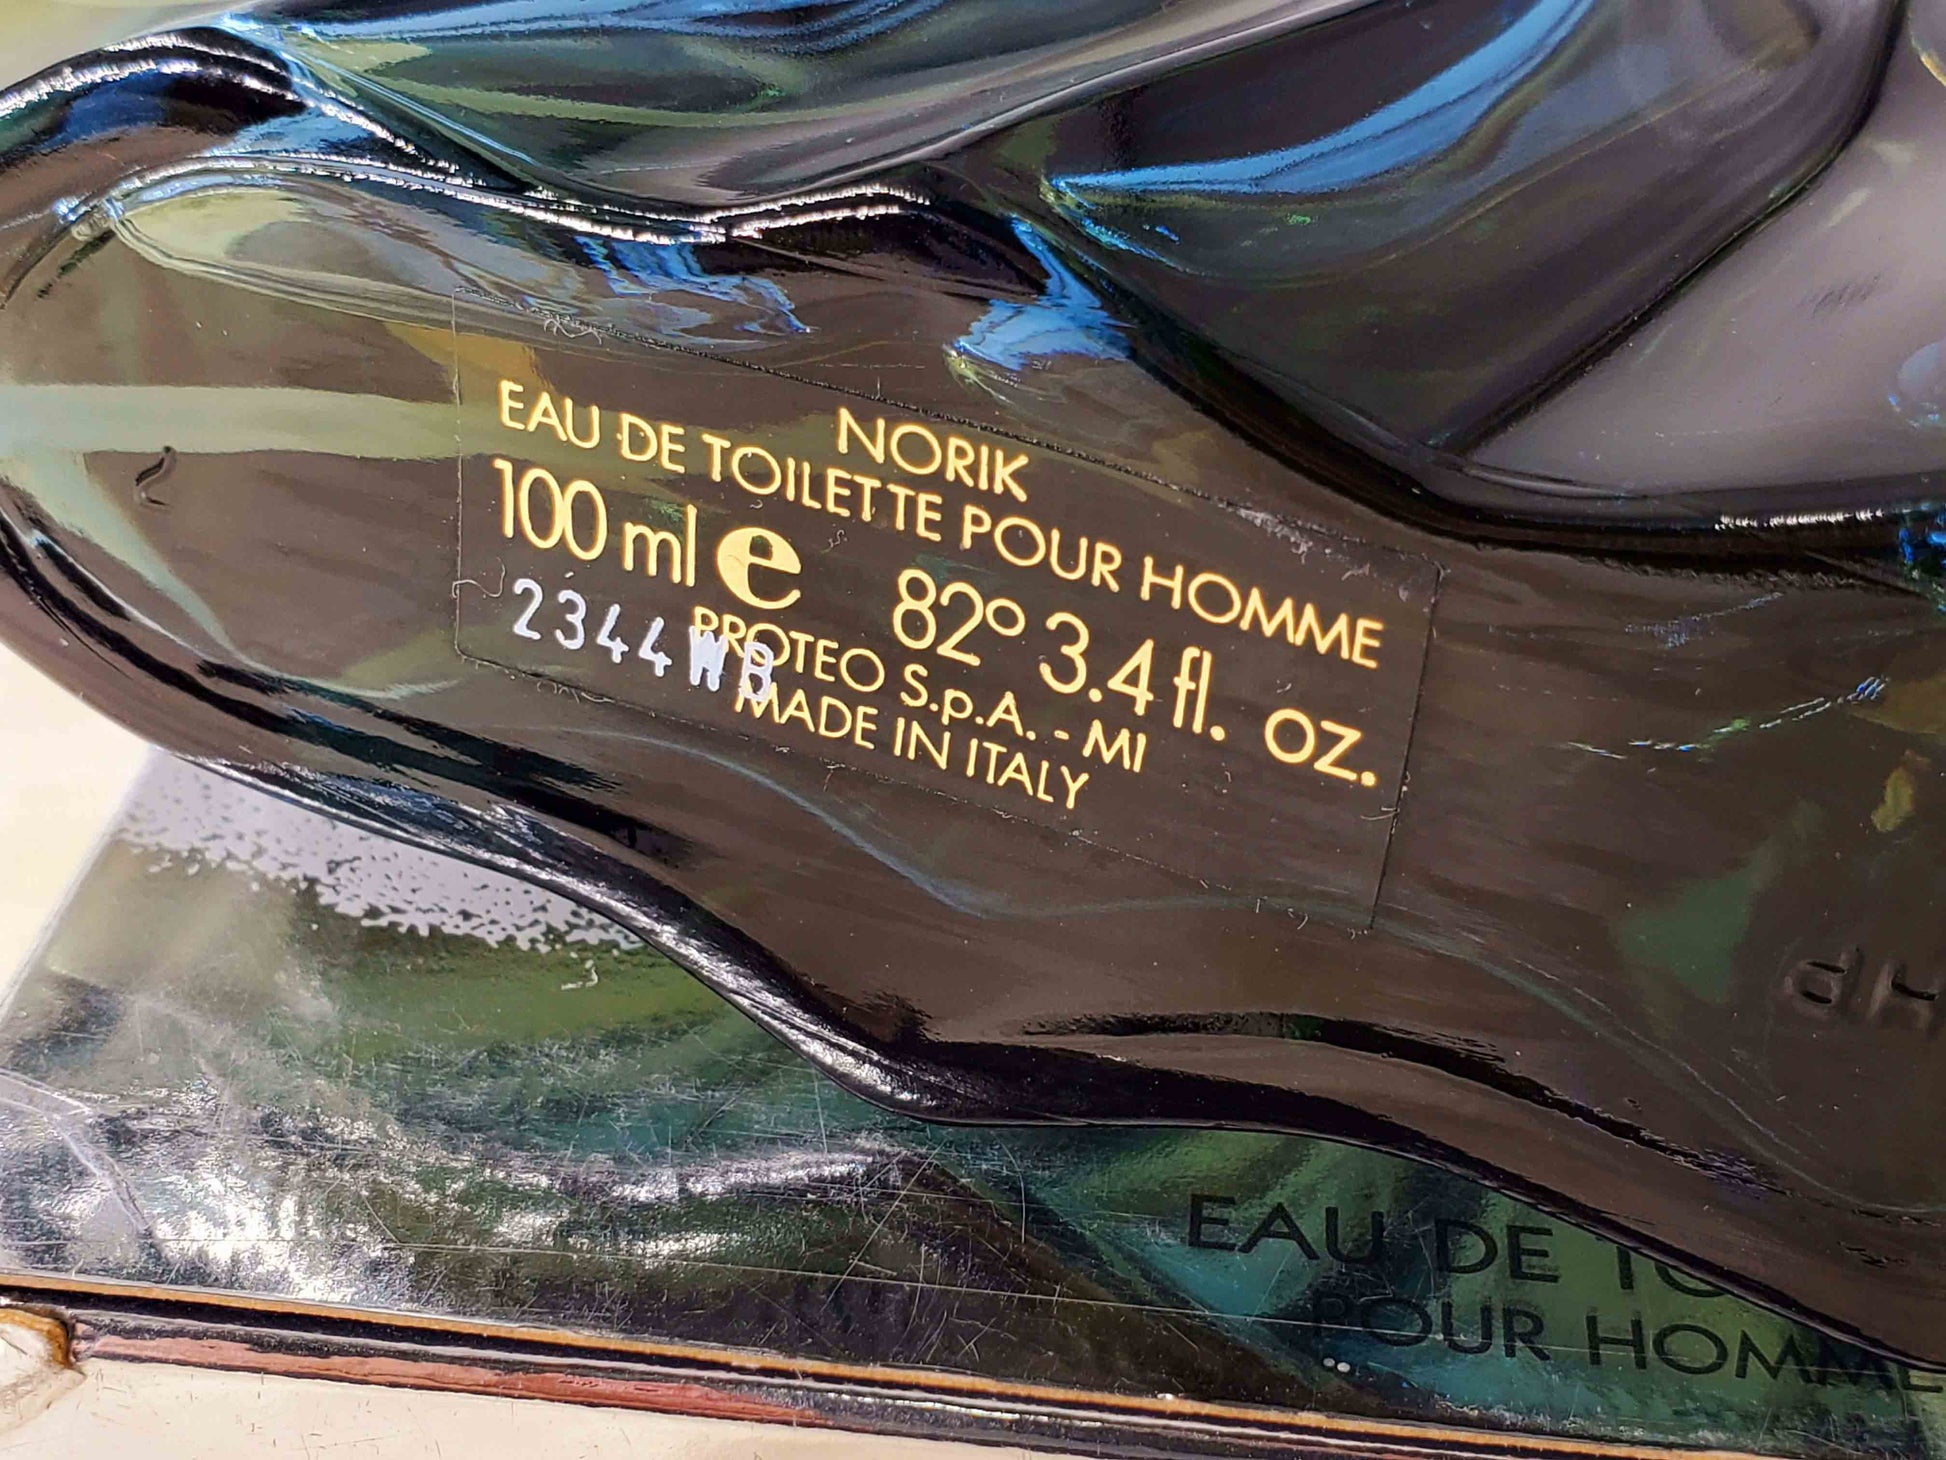 NORIK
EAU DE TOILETTE POUR HOMME
100 ml e 82° 3.4 fl. oz.
PROTEO S.p.A. - MI
MADE IN ITALY
2344WB
EAU DE
POUR HOMME